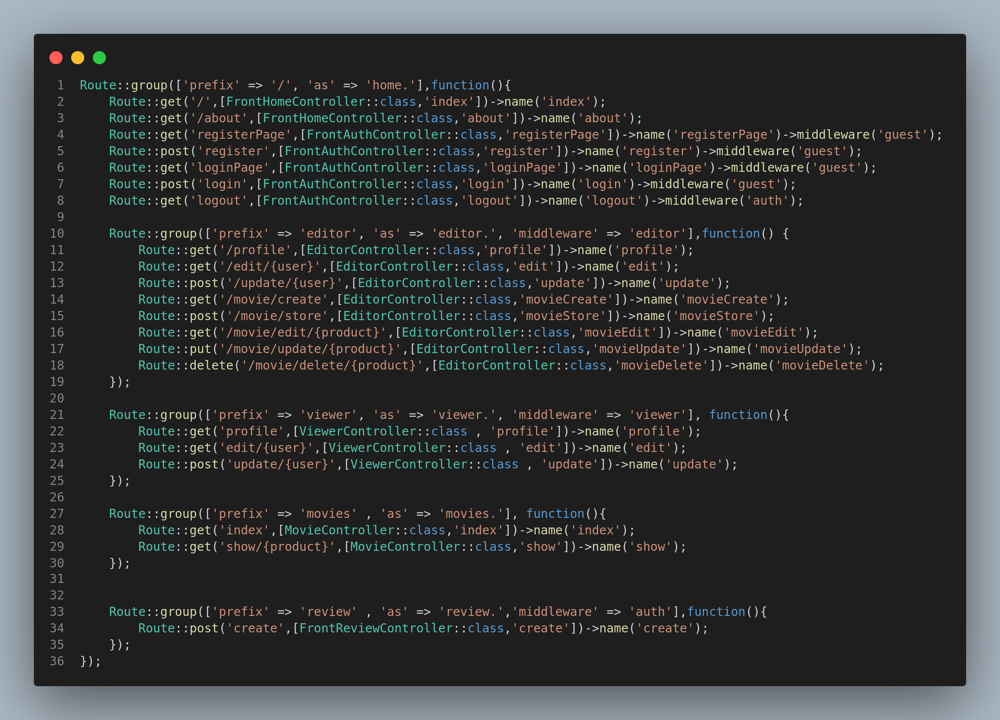 1 Route::group(['prefix' => '/', 'as' => 'home.'],function(){
2     Route::get('/',[FrontHomeController::class,'index'])->name('index');
3     Route::get('/about',[FrontHomeController::class,'about'])->name('about');
4     Route::get('registerPage',[FrontAuthController::class,'registerPage'])->name('registerPage')->middleware('guest');
5     Route::post('register',[FrontAuthController::class,'register'])->name('register')->middleware('guest');
6     Route::get('loginPage',[FrontAuthController::class,'loginPage'])->name('loginPage')->middleware('guest');
7     Route::post('login',[FrontAuthController::class,'login'])->name('login')->middleware('guest');
8     Route::get('logout',[FrontAuthController::class,'logout'])->name('logout')->middleware('auth');
9
10     Route::group(['prefix' => 'editor', 'as' => 'editor.', 'middleware' => 'editor'],function() {
11         Route::get('/profile',[EditorController::class,'profile'])->name('profile');
12         Route::get('/edit/{user}',[EditorController::class,'edit'])->name('edit');
13         Route::post('/update/{user}',[EditorController::class,'update'])->name('update');
14         Route::get('/movie/create',[EditorController::class,'movieCreate'])->name('movieCreate');
15         Route::post('/movie/store',[EditorController::class,'movieStore'])->name('movieStore');
16         Route::get('/movie/edit/{product}',[EditorController::class,'movieEdit'])->name('movieEdit');
17         Route::put('/movie/update/{product}',[EditorController::class,'movieUpdate'])->name('movieUpdate');
18         Route::delete('/movie/delete/{product}',[EditorController::class,'movieDelete'])->name('movieDelete');
19     });
20
21     Route::group(['prefix' => 'viewer', 'as' => 'viewer.', 'middleware' => 'viewer'], function(){
22         Route::get('profile',[ViewerController::class , 'profile'])->name('profile');
23         Route::get('edit/{user}',[ViewerController::class , 'edit'])->name('edit');
24         Route::post('update/{user}',[ViewerController::class , 'update'])->name('update');
25     });
26
27     Route::group(['prefix' => 'movies' , 'as' => 'movies.'], function(){
28         Route::get('index',[MovieController::class,'index'])->name('index');
29         Route::get('show/{product}',[MovieController::class,'show'])->name('show');
30     });
31
32
33     Route::group(['prefix' => 'review' , 'as' => 'review.','middleware' => 'auth'],function(){
34         Route::post('create',[FrontReviewController::class,'create'])->name('create');
35     });
36 });